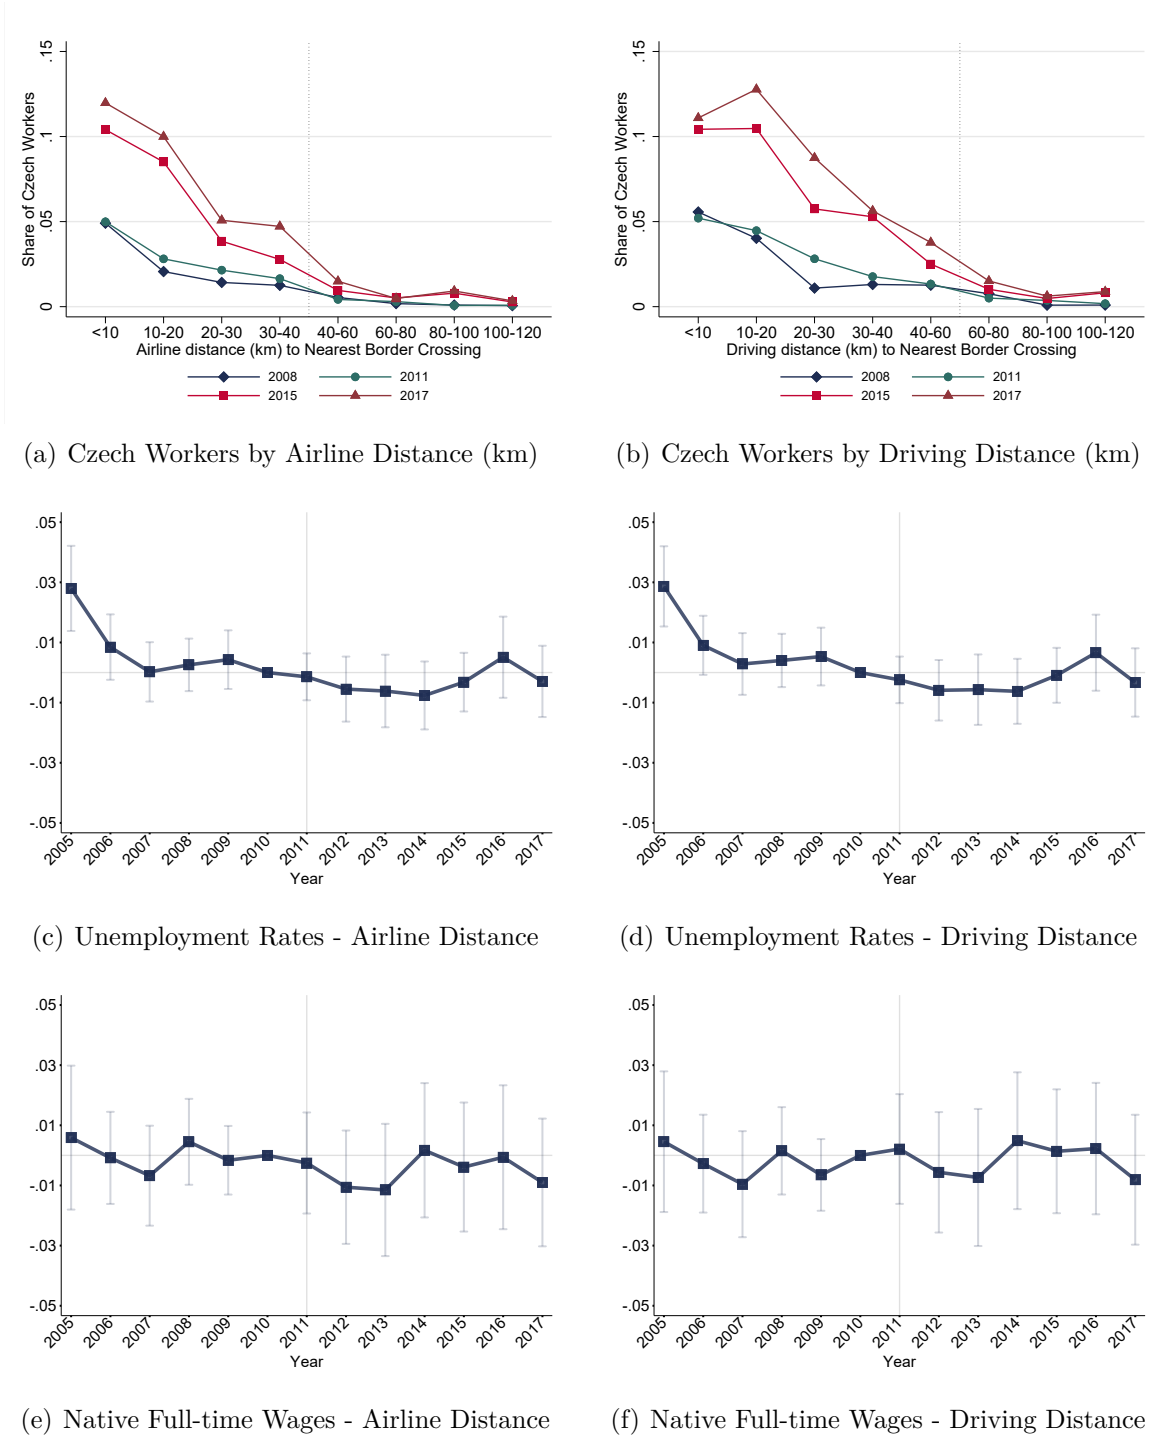 Share of Czech Workers
.15
.1
.05
0
<10 10-20 20-30 30-40 40-60 60-80 80-100 100-120
Airline distance (km) to Nearest Border Crossing
2008 2011
2015 2017
(a) Czech Workers by Airline Distance (km)
Share of Czech Workers
.15
.1
.05
0
<10 10-20 20-30 30-40 40-60 60-80 80-100 100-120
Driving distance (km) to Nearest Border Crossing
2008 2011
2015 2017
(b) Czech Workers by Driving Distance (km)
.05
.03
.01
-.01
-.03
-.05
2005 2006 2007 2008 2009 2010 2011 2012 2013 2014 2015 2016 2017
Year
(c) Unemployment Rates - Airline Distance
.05
.03
.01
-.01
-.03
-.05
2005 2006 2007 2008 2009 2010 2011 2012 2013 2014 2015 2016 2017
Year
(d) Unemployment Rates - Driving Distance
.05
.03
.01
-.01
-.03
-.05
2005 2006 2007 2008 2009 2010 2011 2012 2013 2014 2015 2016 2017
Year
(e) Native Full-time Wages - Airline Distance
.05
.03
.01
-.01
-.03
-.05
2005 2006 2007 2008 2009 2010 2011 2012 2013 2014 2015 2016 2017
Year
(f) Native Full-time Wages - Driving Distance